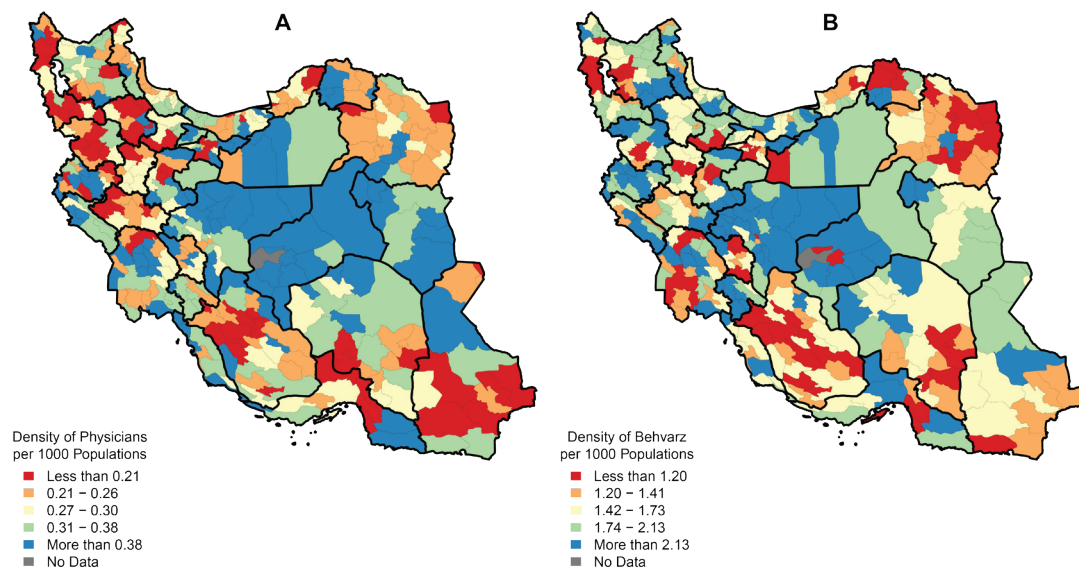 A
B
Density of Physicians
per 1000 Populations
Less than 0.21
0.21 − 0.26
0.27 − 0.30
0.31 − 0.38
More than 0.38
No Data
Density of Behvarz
per 1000 Populations
Less than 1.20
1.20 − 1.41
1.42 − 1.73
1.74 − 2.13
More than 2.13
No Data